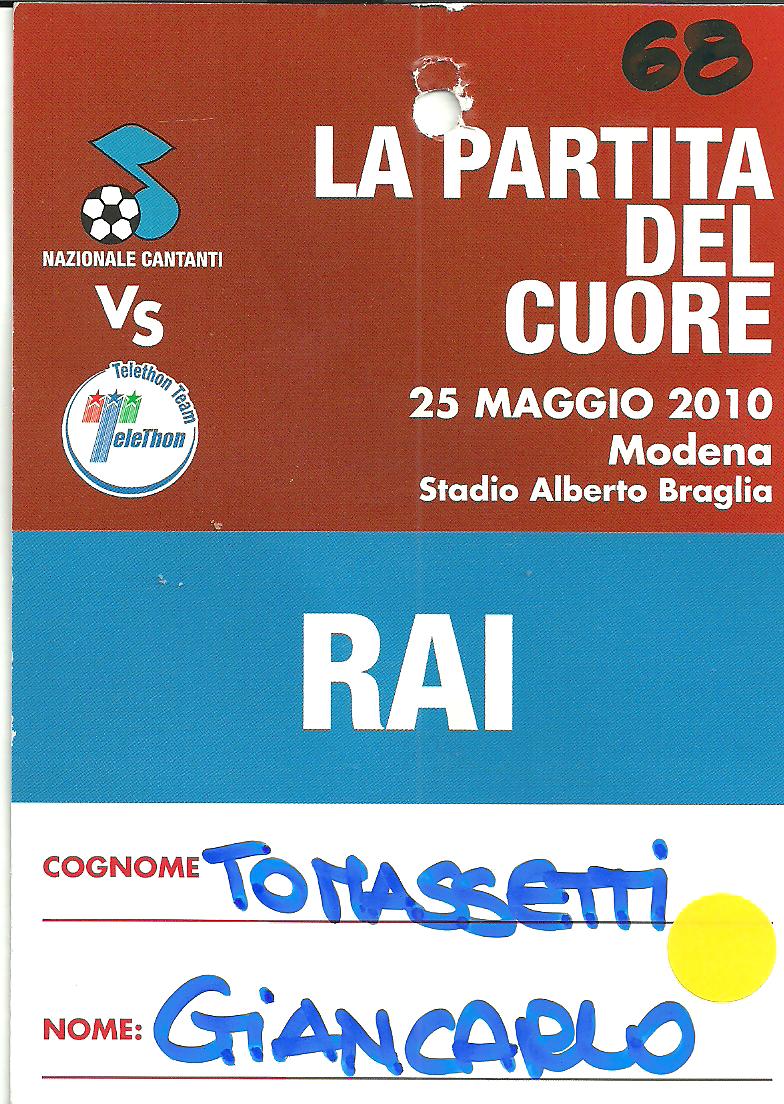 68
LA PARTITA
DEL
CUORE
NAZIONALE CANTANTI
VS
Telethon Team
TeleThon
25 MAGGIO 2010
Modena
Stadio Alberto Braglia
RAI
COGNOME TOMASSETTI
NOME: GIANCARLO